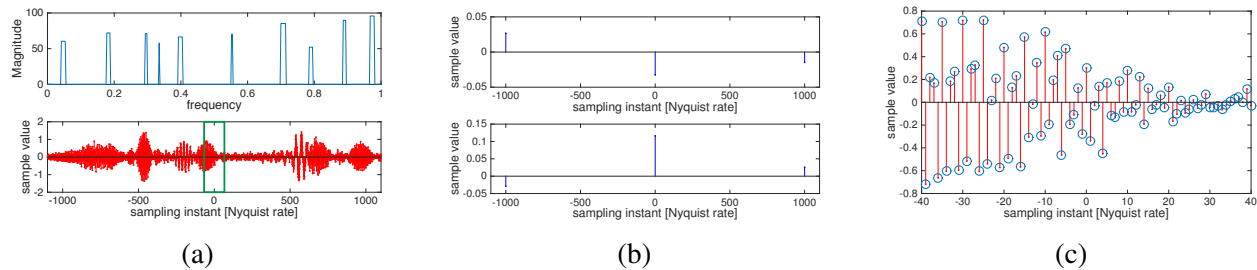 100
50
0
Magnitude
0 0.2 0.4 0.6 0.8 1
frequency
2
1
0
-1
-2
sample value
-1000 -500 0 500 1000
sampling instant [Nyquist rate]
(a)
0.05
0
0.05
sample value
-1000 -500 0 500 1000
sampling instant [Nyquist rate]
0.15
0.1
0.05
0
0.05
sample value
-1000 -500 0 500 1000
sampling instant [Nyquist rate]
(b)
0.8
0.6
0.4
0.2
0
-0.2
-0.4
-0.6
-0.8
sample value
-40 -30 -20 -10 0 10 20 30 40
sampling instant [Nyquist rate]
(c)